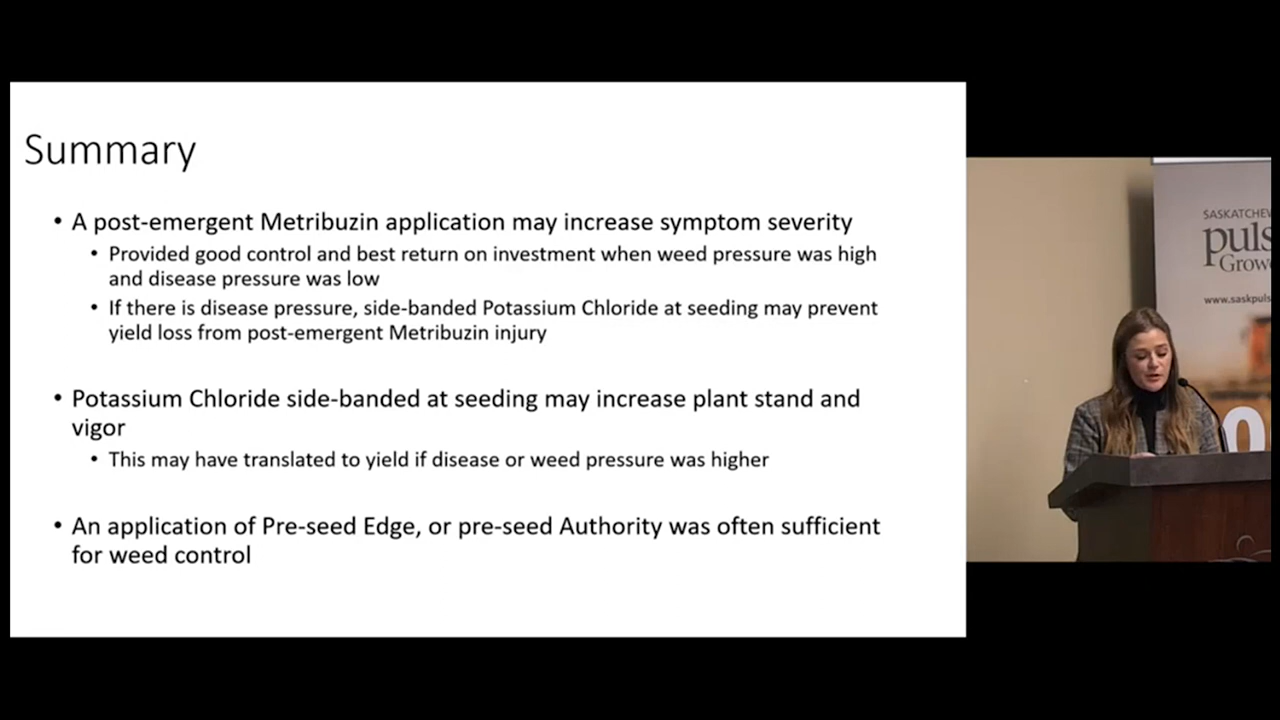 Summary
• A post-emergent Metribuzin application may increase symptom severity
• Provided good control and best return on investment when weed pressure was high
and disease pressure was low
• If there is disease pressure, side-banded Potassium Chloride at seeding may prevent
yield loss from post-emergent Metribuzin injury
• Potassium Chloride side-banded at seeding may increase plant stand and
vigor
• This may have translated to yield if disease or weed pressure was higher
• An application of Pre-seed Edge, or pre-seed Authority was often sufficient
for weed control
SASKATCHEW
puls
Growe
www.saskpuls
0